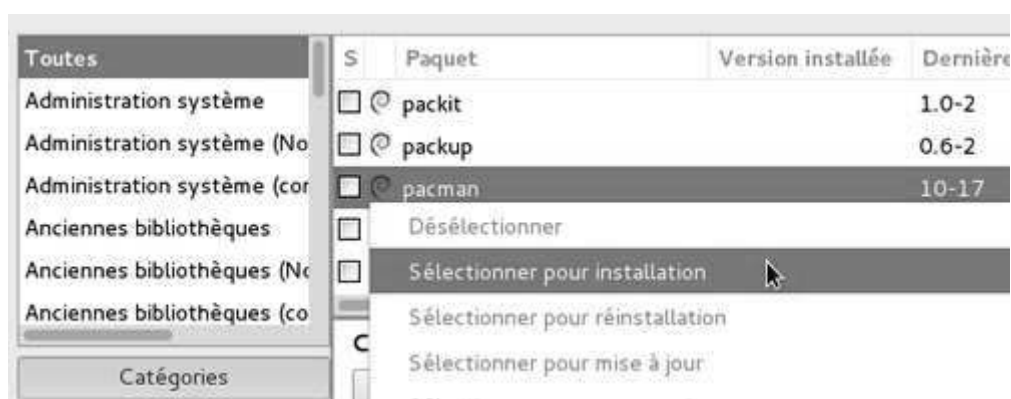 Toutes
Administration système
Administration système (No
Administration système (con
Anciennes bibliothèques
Anciennes bibliothèques (No
Anciennes bibliothèques (co
Catégories
S Paquet Version installée Dernière
packit 1.0-2
packup 0.6-2
pacman 10-17
Désélectionner
Sélectionner pour installation
Sélectionner pour réinstallation
Sélectionner pour mise à jour
C